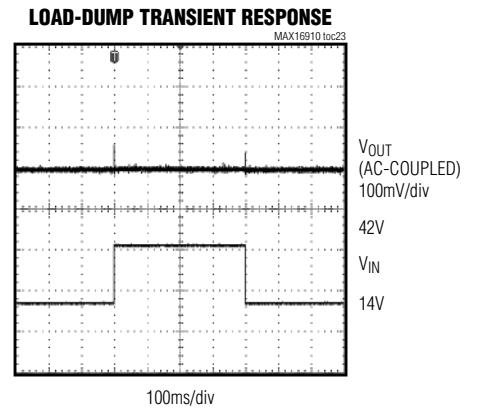 LOAD-DUMP TRANSIENT RESPONSE
MAX16910 toc23
T
VOUT
(AC-COUPLED)
100mV/div
42V
VIN
14V
100ms/div